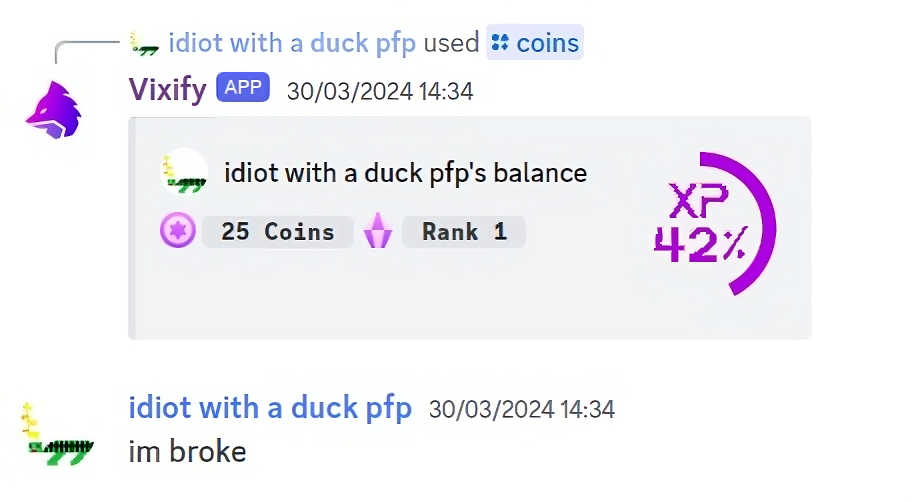 idiot with a duck pfp used coins
Vixify APP 30/03/2024 14:34
idiot with a duck pfp's balance
25 Coins Rank 1
XP
42%
idiot with a duck pfp 30/03/2024 14:34
im broke